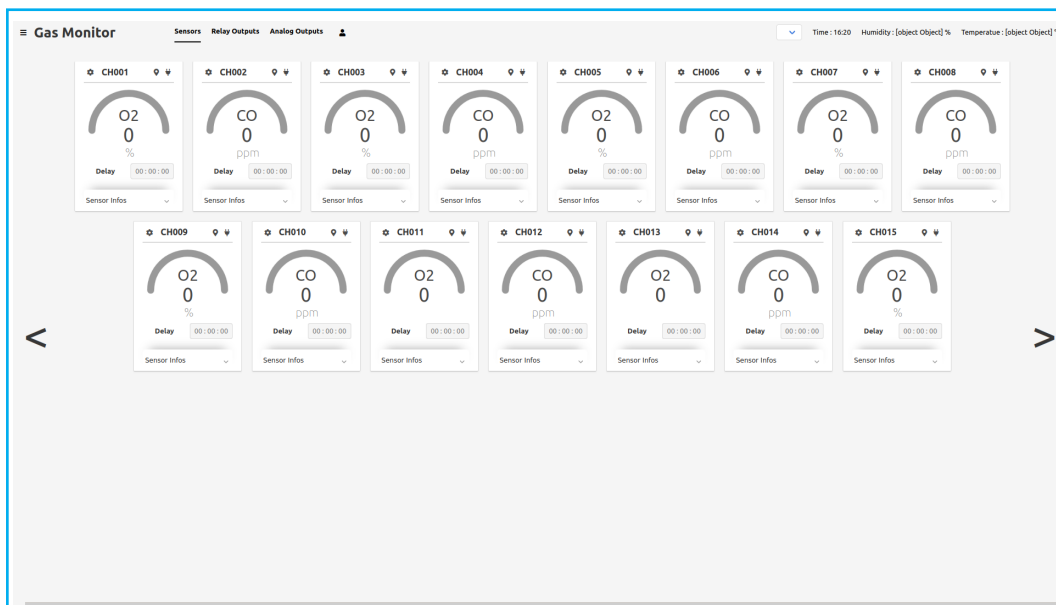 ≡ Gas Monitor Sensors Relay Outputs Analog Outputs Time : 16:20 Humidity : [object Object] % Temperatue : [object Object]
CH001 CH002 CH003 CH004 CH005 CH006 CH007 CH008
O2 CO O2 CO O2 CO O2 CO
0 0 0 0 0 0 0 0
% ppm % ppm % ppm % ppm
Delay 00 : 00 : 00 Delay 00 : 00 : 00 Delay 00 : 00 : 00 Delay 00 : 00 : 00 Delay 00 : 00 : 00 Delay 00 : 00 : 00 Delay 00 : 00 : 00 Delay 00 : 00 : 00
Sensor Infos Sensor Infos Sensor Infos Sensor Infos Sensor Infos Sensor Infos Sensor Infos Sensor Infos
CH009 CH010 CH011 CH012 CH013 CH014 CH015
O2 CO O2 CO O2 CO O2
0 0 0 0 0 0 0
% ppm % ppm % ppm %
Delay 00 : 00 : 00 Delay 00 : 00 : 00 Delay 00 : 00 : 00 Delay 00 : 00 : 00 Delay 00 : 00 : 00 Delay 00 : 00 : 00 Delay 00 : 00 : 00
< >
Sensor Infos Sensor Infos Sensor Infos Sensor Infos Sensor Infos Sensor Infos Sensor Infos